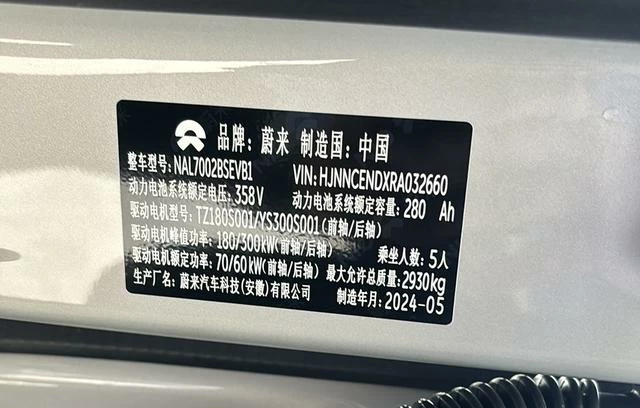 品牌: 蔚来 制造国: 中国
整车型号: NAL7002BSEVB1 VIN: HJNNCENDXRA032660
动力电池系统额定电压: 358 V 动力电池系统额定容量: 280 Ah
驱动电机型号: TZ180S001/YS300S001(前轴/后轴)
驱动电机峰值功率: 180/300kW(前轴/后轴) 乘坐人数: 5人
驱动电机额定功率: 70/60kW(前轴/后轴) 最大允许总质量: 2930kg
生产厂名: 蔚来汽车科技(安徽)有限公司 制造年月: 2024-05